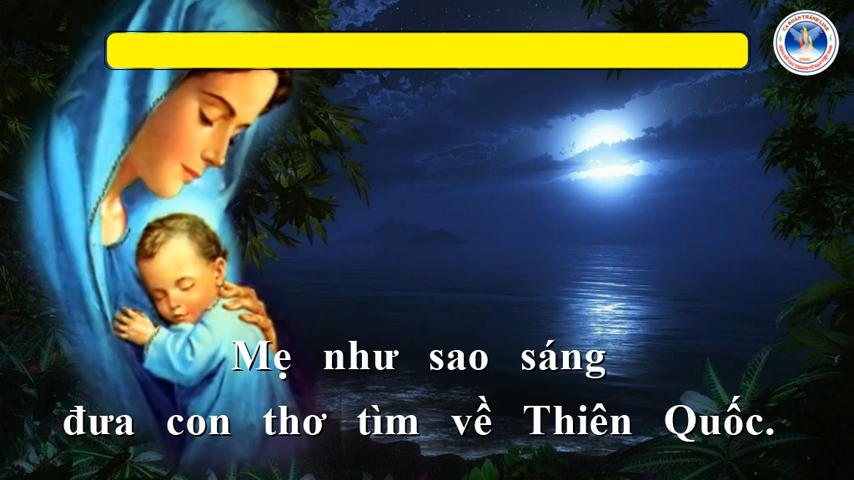 Mẹ như sao sáng
đưa con thơ tìm về Thiên Quốc.